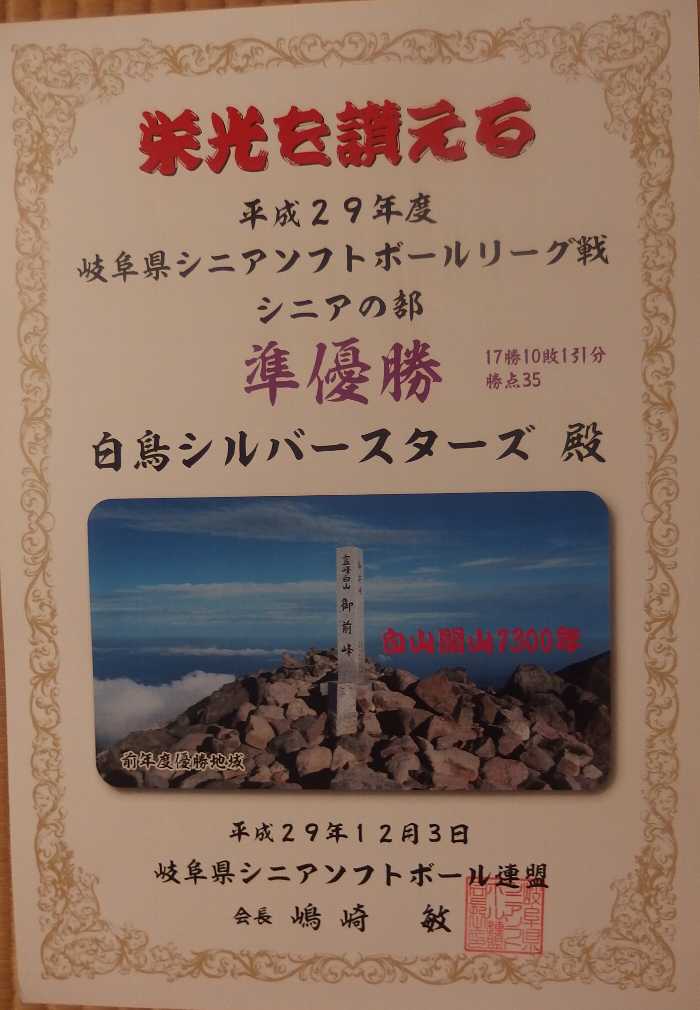 栄光を讃える
平成29年度
岐阜県シニアソフトボールリーグ戦
シニアの部
準優勝
17勝10敗1引分
勝点35
白鳥シルバースターズ 殿
霊峰白山
御前峰
白山開山1300年
前年度優勝地域
平成29年12月3日
岐阜県シニアソフトボール連盟
会長 嶋崎 敏